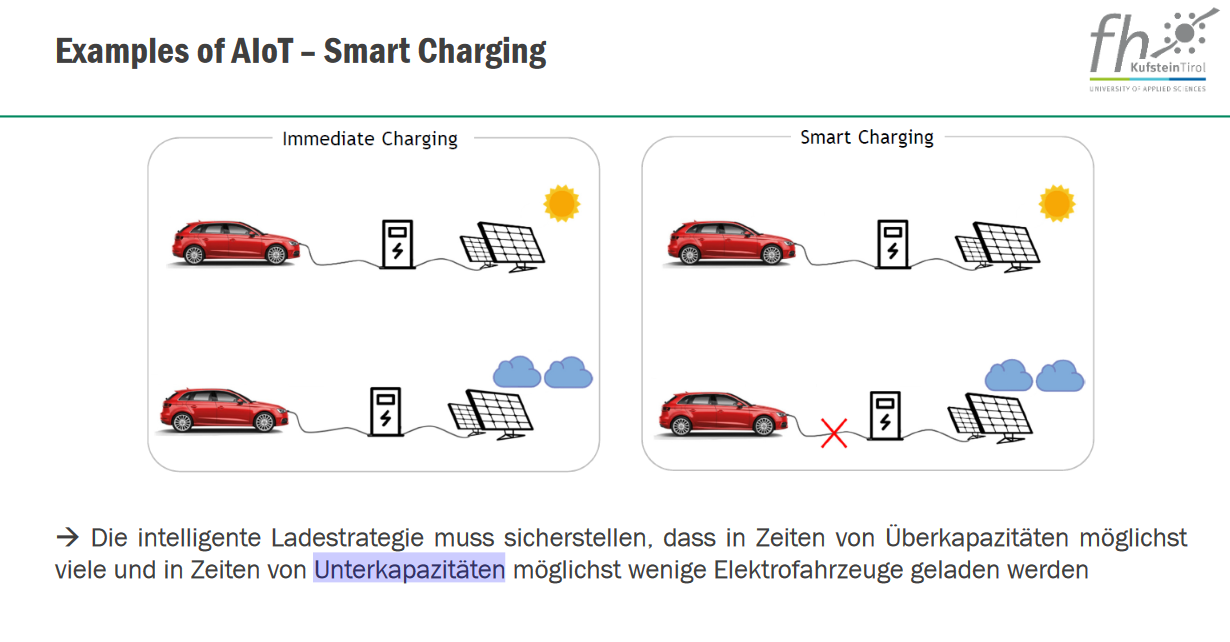 Examples of AIoT – Smart Charging
fh
KufsteinTirol
UNIVERSITY OF APPLIED SCIENCES
Immediate Charging
Smart Charging
→ Die intelligente Ladestrategie muss sicherstellen, dass in Zeiten von Überkapazitäten möglichst
viele und in Zeiten von Unterkapazitäten möglichst wenige Elektrofahrzeuge geladen werden